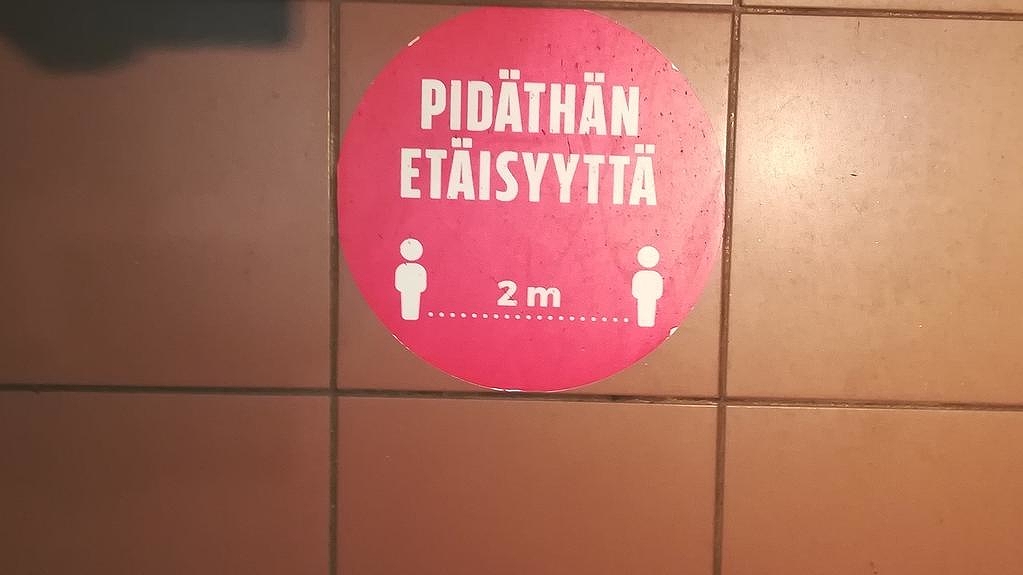 PIDÄTHÄN
ETÄISYYTTÄ
2 m